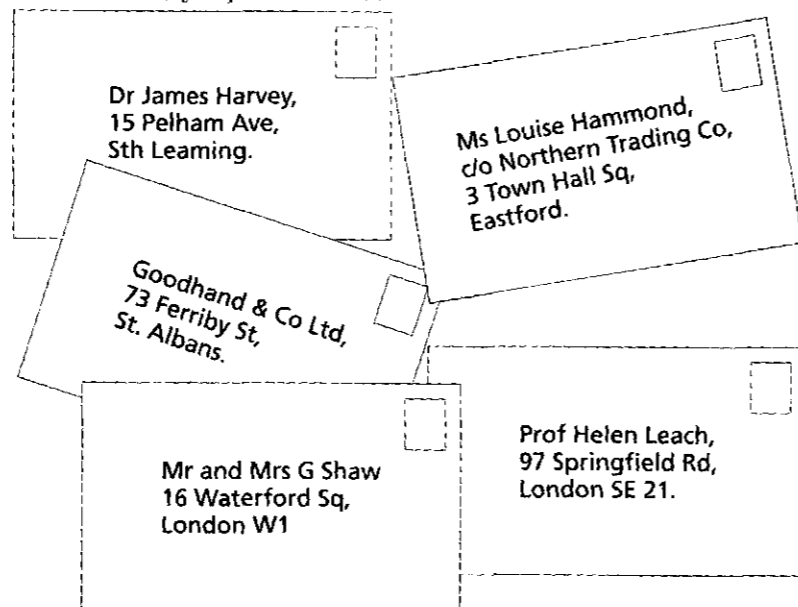 Dr James Harvey,
15 Pelham Ave,
Sth Leaming.
Ms Louise Hammond,
c/o Northern Trading Co,
3 Town Hall Sq,
Eastford.
Goodhand & Co Ltd,
73 Ferriby St,
St. Albans.
Mr and Mrs G Shaw
16 Waterford Sq,
London W1
Prof Helen Leach,
97 Springfield Rd,
London SE 21.